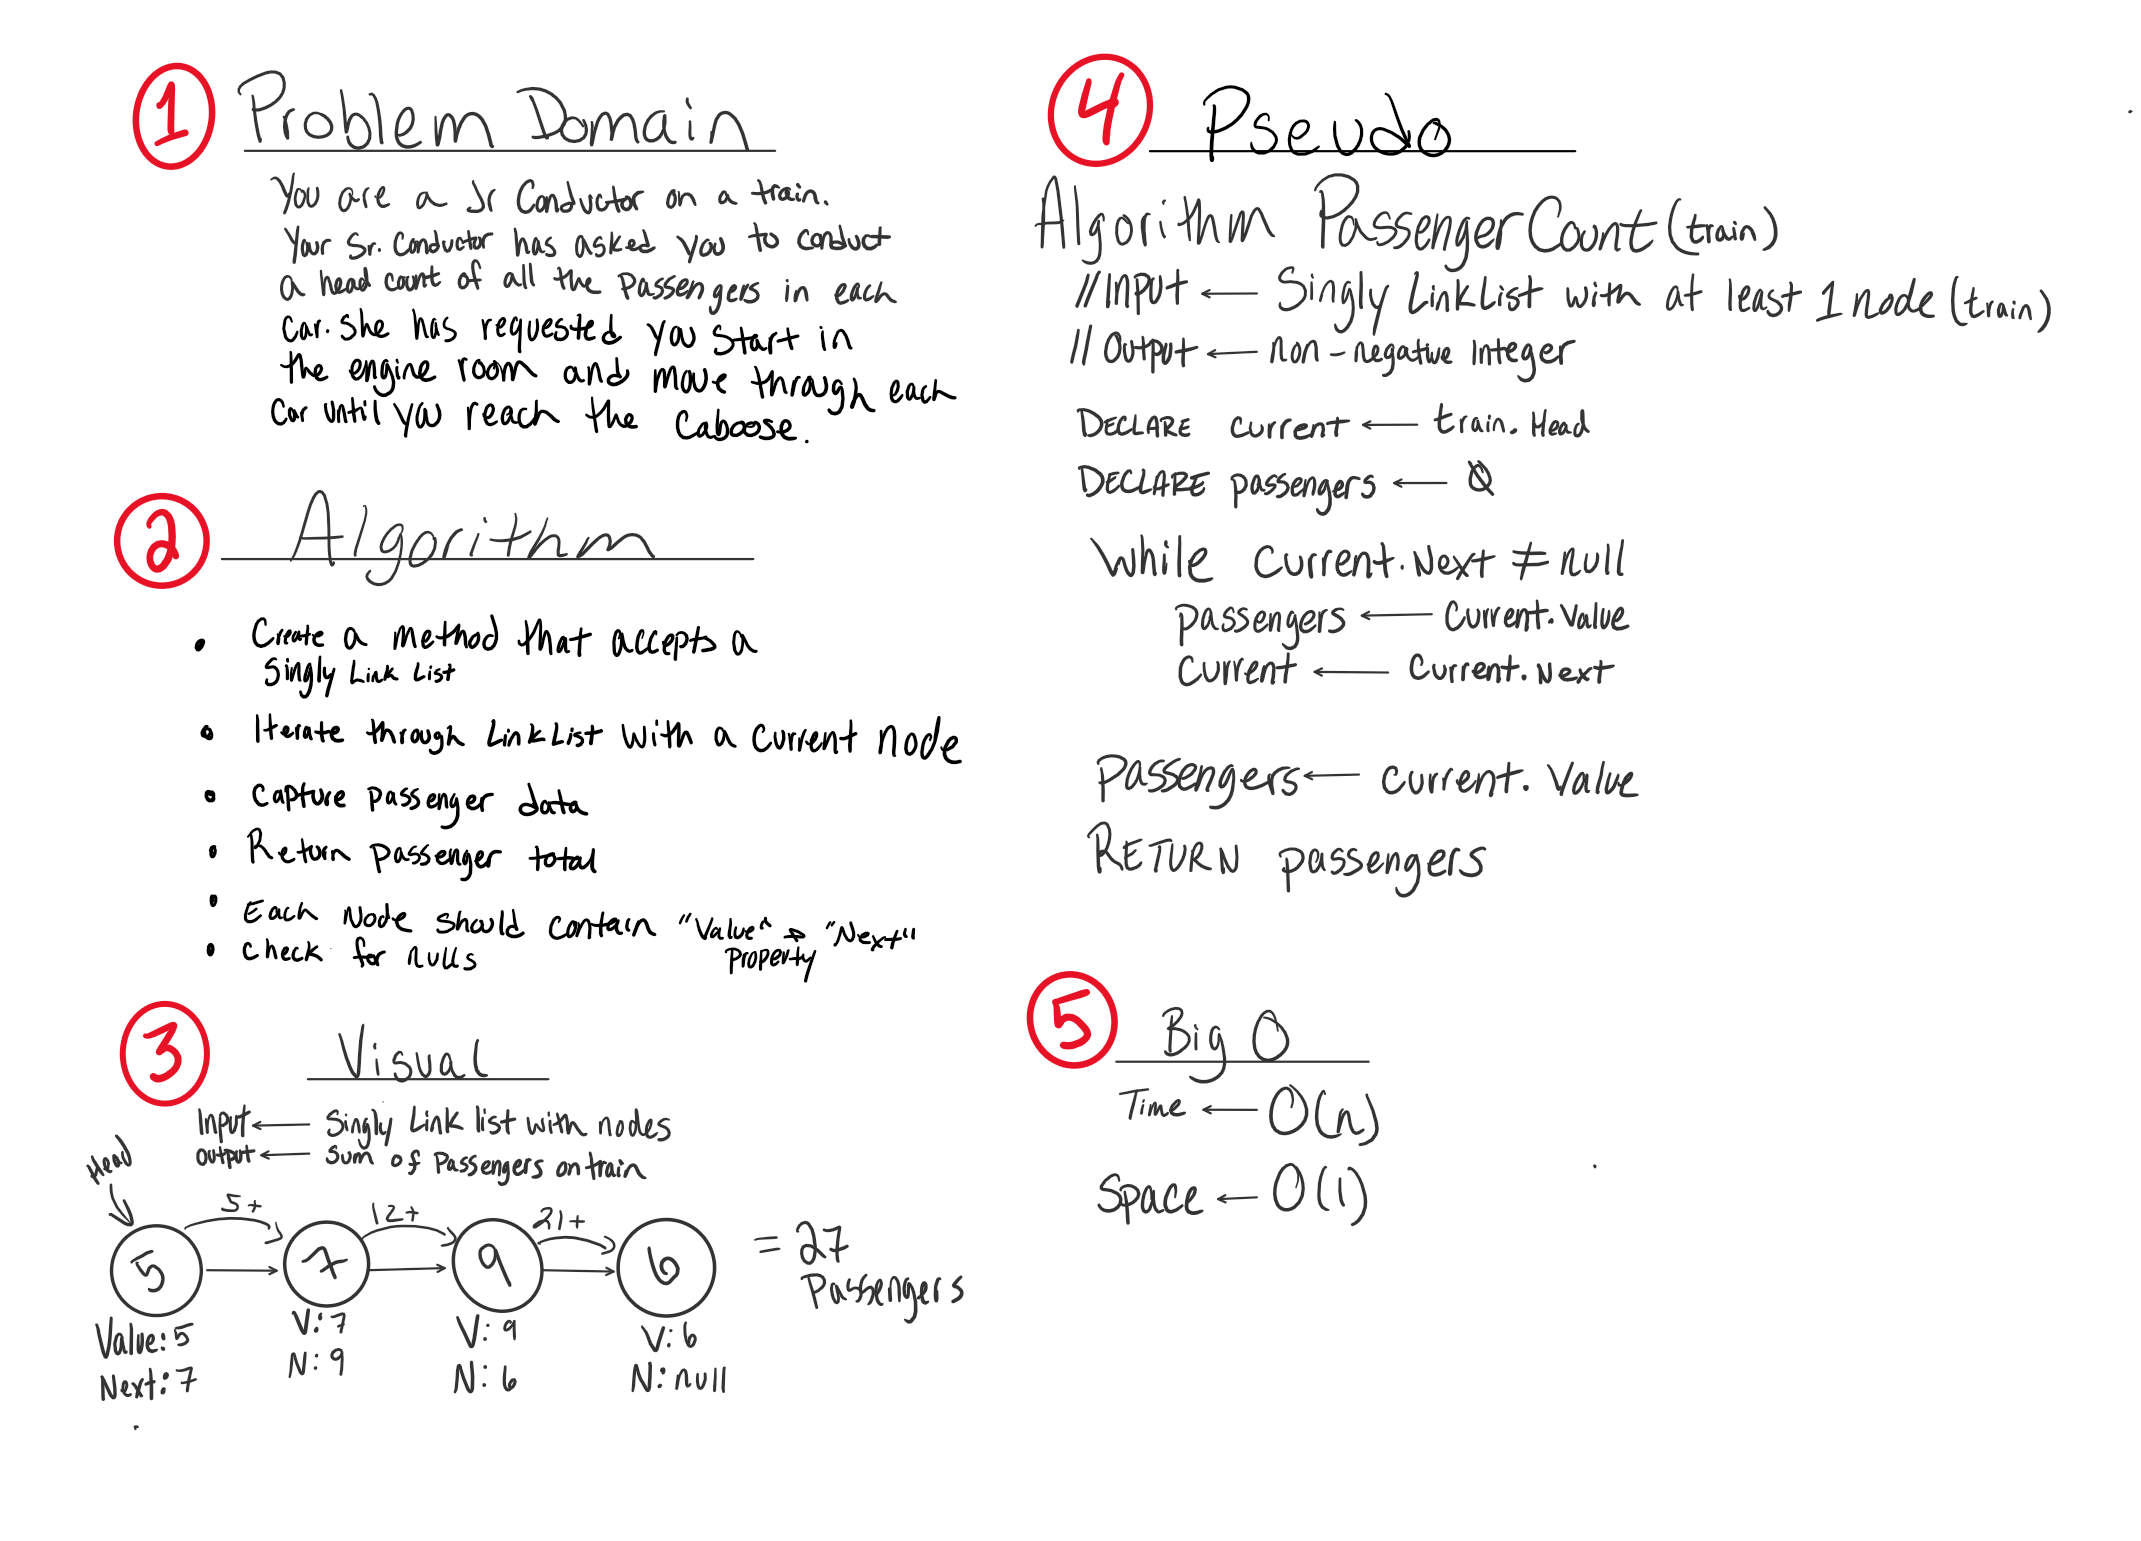 1 Problem Domain
You are a Jr Conductor on a train.
Your Sr. Conductor has asked you to conduct
a head count of all the Passengers in each
Car. She has requested you start in
the engine room and move through each
Car until you reach the Caboose.
2 Algorithm
• Create a method that accepts a
Singly Link List
• Iterate through LinkList with a current node
• Capture passenger data
• Return passenger total
• Each Node should contain "Value" & "Next"
Property
• Check for nulls
3 Visual
Input ← Singly Link list with nodes
output ← sum of Passengers on train
Head
5+ 12+ 21+
5 → 7 → 9 → 6 = 27
Passengers
Value: 5 V: 7 V: 9 V: 6
Next: 7 N: 9 N: 6 N: null
4 Pseudo
Algorithm PassengerCount (train)
// INPUT ← Singly LinkList with at least 1 node (train)
// Output ← non-negative Integer
DECLARE current ← train. Head
DECLARE passengers ← 0
While Current.Next ≠ null
passengers ← Current.Value
Current ← Current.Next
Passengers ← Current. Value
RETURN passengers
5 Big O
Time ← O(n)
Space ← O(1)